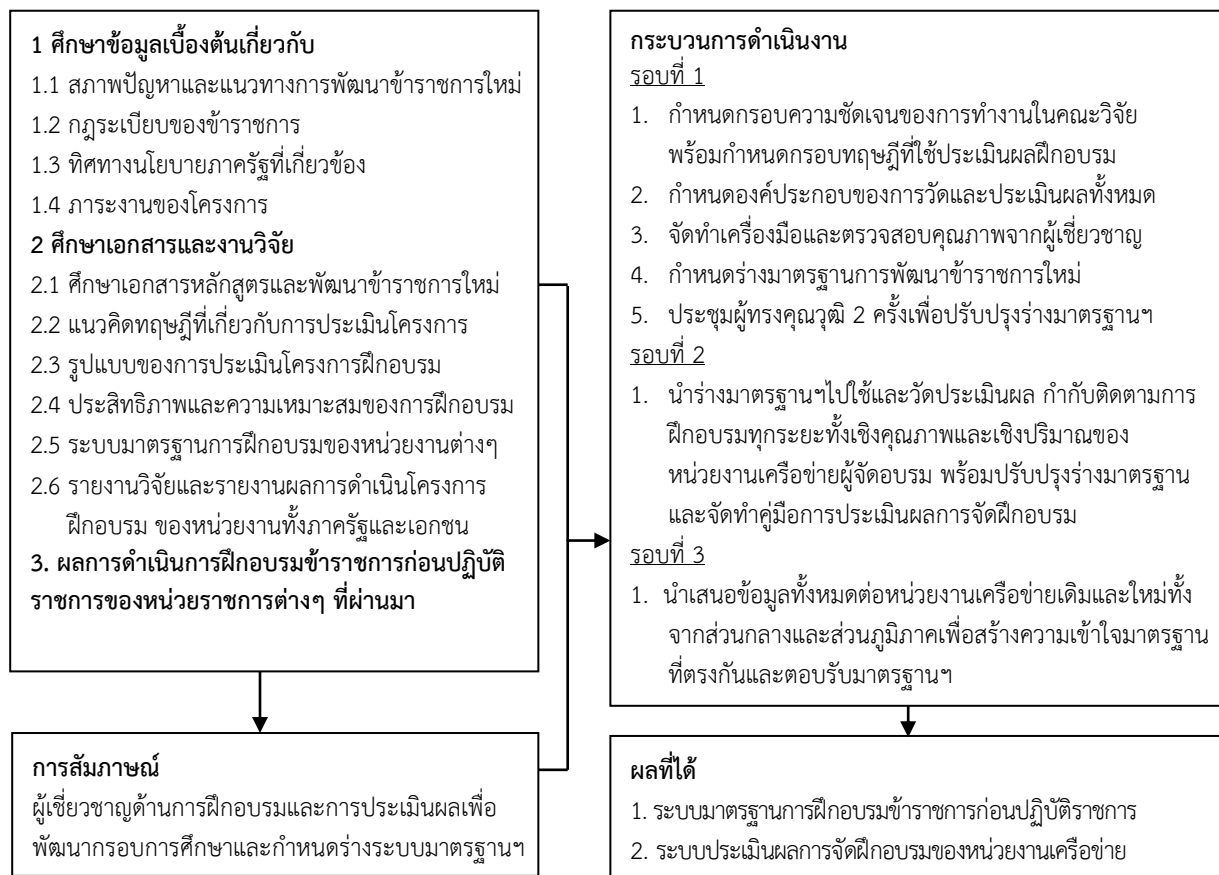 1 ศึกษาข้อมูลเบื้องต้นเกี่ยวกับ
1.1 สภาพปัญหาและแนวทางการพัฒนาข้าราชการใหม่
1.2 กฎระเบียบของข้าราชการ
1.3 ทิศทางนโยบายภาครัฐที่เกี่ยวข้อง
1.4 ภาระงานของโครงการ
2 ศึกษาเอกสารและงานวิจัย
2.1 ศึกษาเอกสารหลักสูตรและพัฒนาข้าราชการใหม่
2.2 แนวคิดทฤษฎีที่เกี่ยวกับการประเมินโครงการ
2.3 รูปแบบของการประเมินโครงการฝึกอบรม
2.4 ประสิทธิภาพและความเหมาะสมของการฝึกอบรม
2.5 ระบบมาตรฐานการฝึกอบรมของหน่วยงานต่างๆ
2.6 รายงานวิจัยและรายงานผลการดำเนินโครงการ
ฝึกอบรม ของหน่วยงานทั้งภาครัฐและเอกชน
3. ผลการดำเนินการฝึกอบรมข้าราชการก่อนปฏิบัติ
ราชการของหน่วยราชการต่างๆ ที่ผ่านมา
การสัมภาษณ์
ผู้เชี่ยวชาญด้านการฝึกอบรมและการประเมินผลเพื่อ
พัฒนากรอบการศึกษาและกำหนดร่างระบบมาตรฐานฯ
กระบวนการดำเนินงาน
รอบที่ 1
1. กำหนดกรอบความชัดเจนของการทำงานในคณะวิจัย
พร้อมกำหนดกรอบทฤษฎีที่ใช้ประเมินผลฝึกอบรม
2. กำหนดองค์ประกอบของการวัดและประเมินผลทั้งหมด
3. จัดทำเครื่องมือและตรวจสอบคุณภาพจากผู้เชี่ยวชาญ
4. กำหนดร่างมาตรฐานการพัฒนาข้าราชการใหม่
5. ประชุมผู้ทรงคุณวุฒิ 2 ครั้งเพื่อปรับปรุงร่างมาตรฐานฯ
รอบที่ 2
1. นำร่างมาตรฐานฯไปใช้และวัดประเมินผล กำกับติดตามการ
ฝึกอบรมทุกระยะทั้งเชิงคุณภาพและเชิงปริมาณของ
หน่วยงานเครือข่ายผู้จัดอบรม พร้อมปรับปรุงร่างมาตรฐาน
และจัดทำคู่มือการประเมินผลการจัดฝึกอบรม
รอบที่ 3
1. นำเสนอข้อมูลทั้งหมดต่อหน่วยงานเครือข่ายเดิมและใหม่ทั้ง
จากส่วนกลางและส่วนภูมิภาคเพื่อสร้างความเข้าใจมาตรฐาน
ที่ตรงกันและตอบรับมาตรฐานฯ
ผลที่ได้
1. ระบบมาตรฐานการฝึกอบรมข้าราชการก่อนปฏิบัติราชการ
2. ระบบประเมินผลการจัดฝึกอบรมของหน่วยงานเครือข่าย